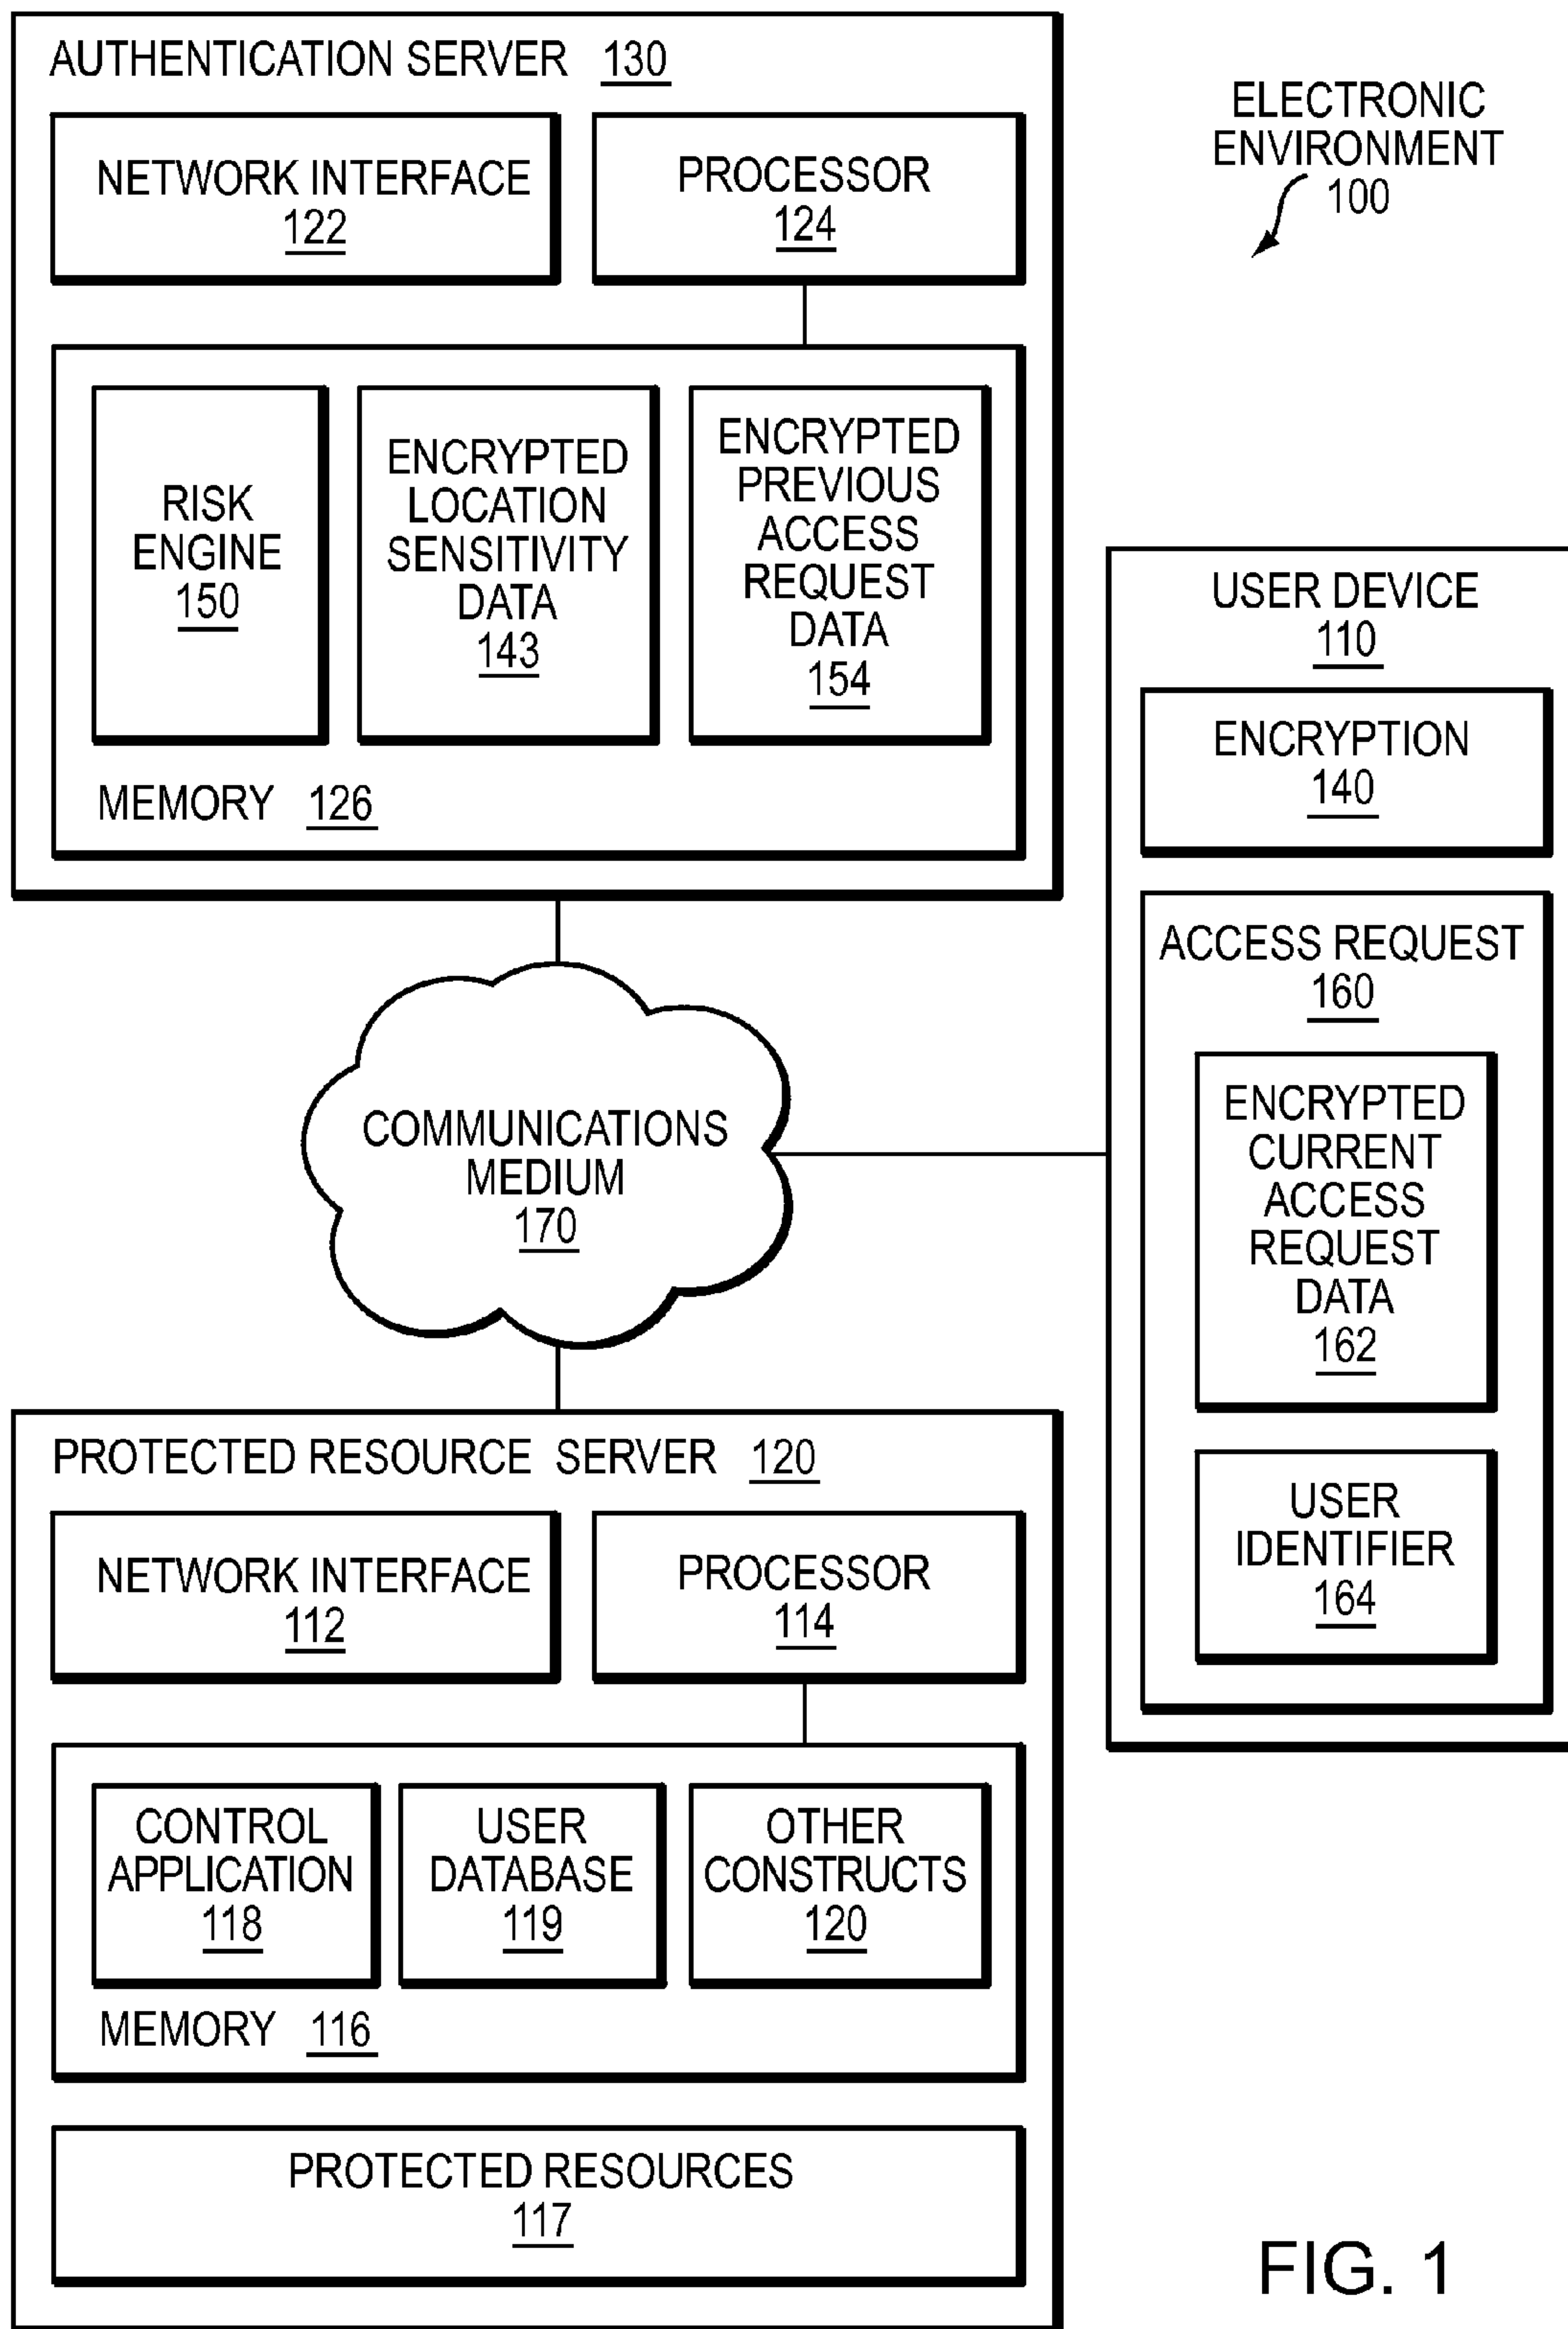 AUTHENTICATION SERVER 130
NETWORK INTERFACE
122
PROCESSOR
124
RISK
ENGINE
150
ENCRYPTED
LOCATION
SENSITIVITY
DATA
143
ENCRYPTED
PREVIOUS
ACCESS
REQUEST
DATA
154
MEMORY 126
ELECTRONIC
ENVIRONMENT
100
USER DEVICE
110
ENCRYPTION
140
ACCESS REQUEST
160
ENCRYPTED
CURRENT
ACCESS
REQUEST
DATA
162
USER
IDENTIFIER
164
COMMUNICATIONS
MEDIUM
170
PROTECTED RESOURCE SERVER 120
NETWORK INTERFACE
112
PROCESSOR
114
CONTROL
APPLICATION
118
USER
DATABASE
119
OTHER
CONSTRUCTS
120
MEMORY 116
PROTECTED RESOURCES
117
FIG. 1